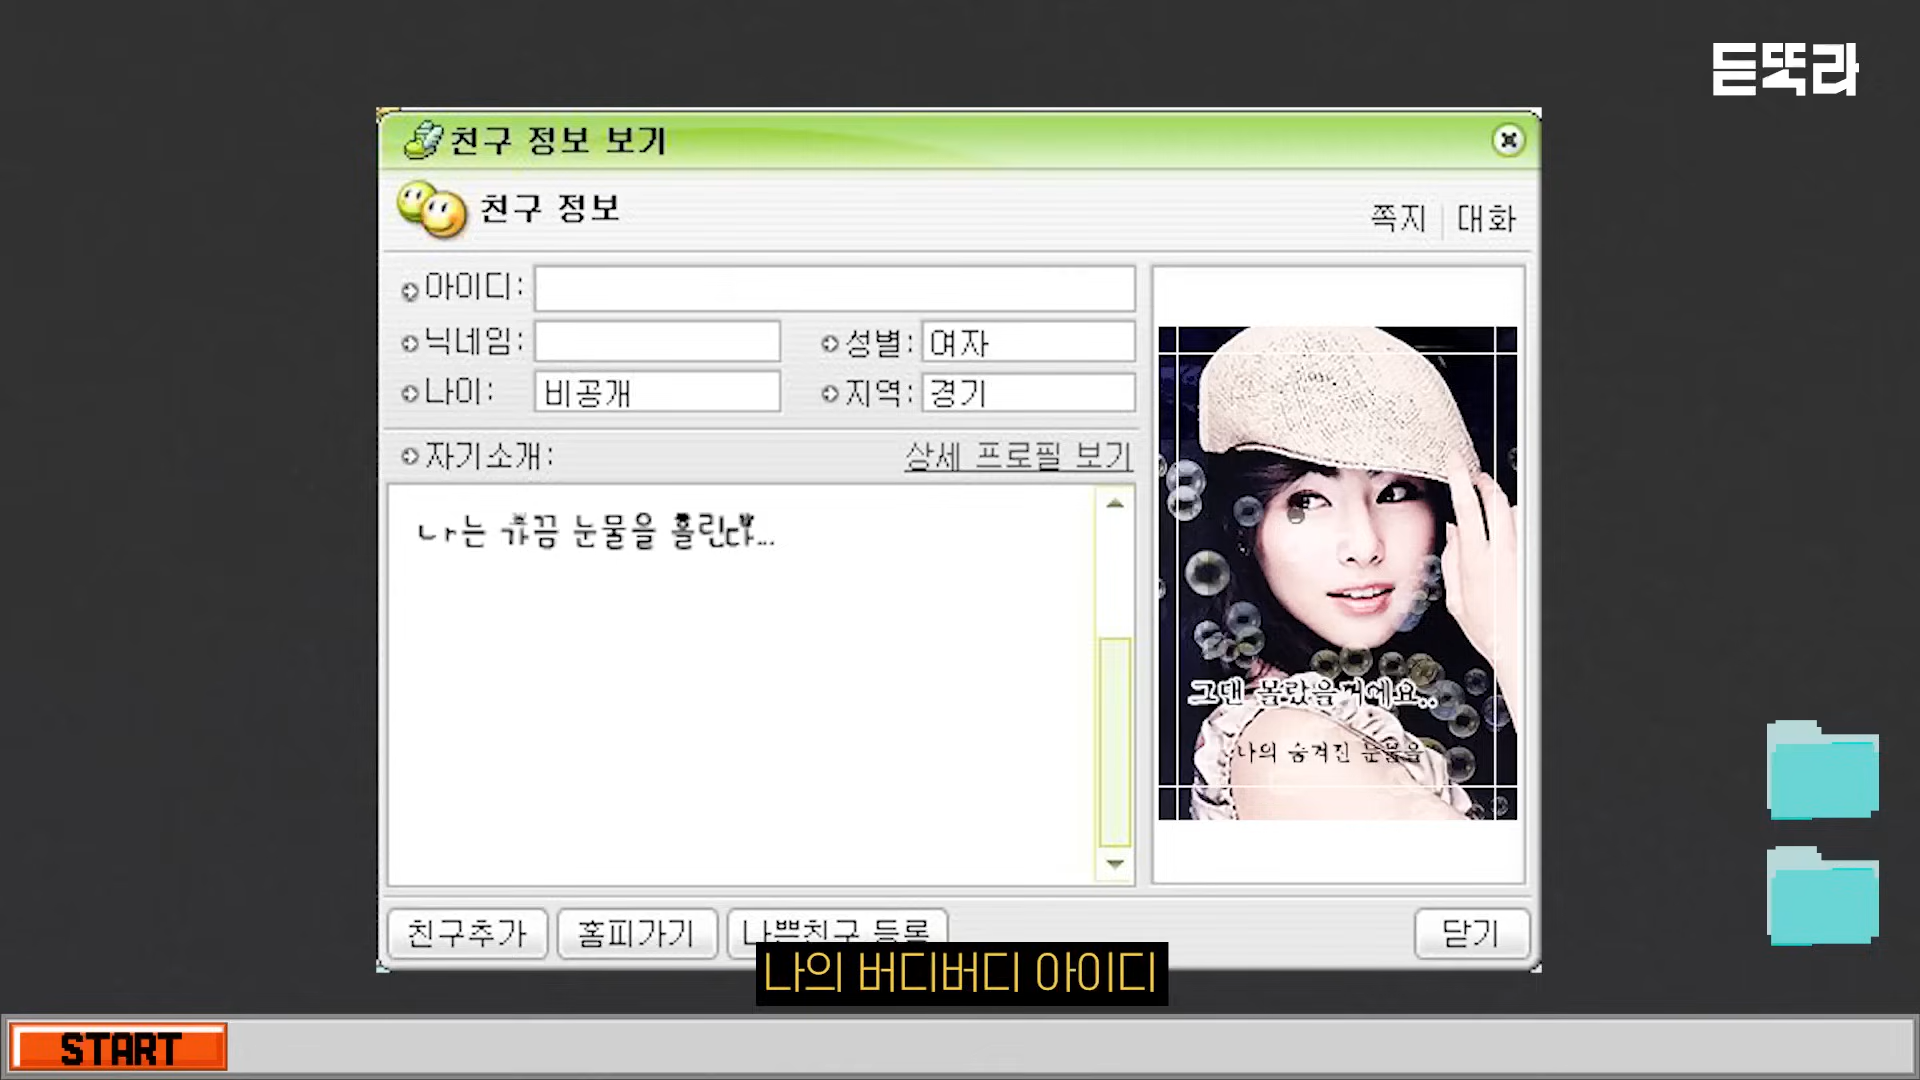 듣똑라
친구 정보 보기
친구 정보
쪽지 대화
아이디:
닉네임:
성별: 여자
나이: 비공개
지역: 경기
자기소개:
상세 프로필 보기
나는 가끔 눈물을 흘린다...
그댄 몰랐을꺼에요..
나의 숨겨진 눈물을
친구추가 홈피가기 나쁜친구 등록 닫기
나의 버디버디 아이디
START